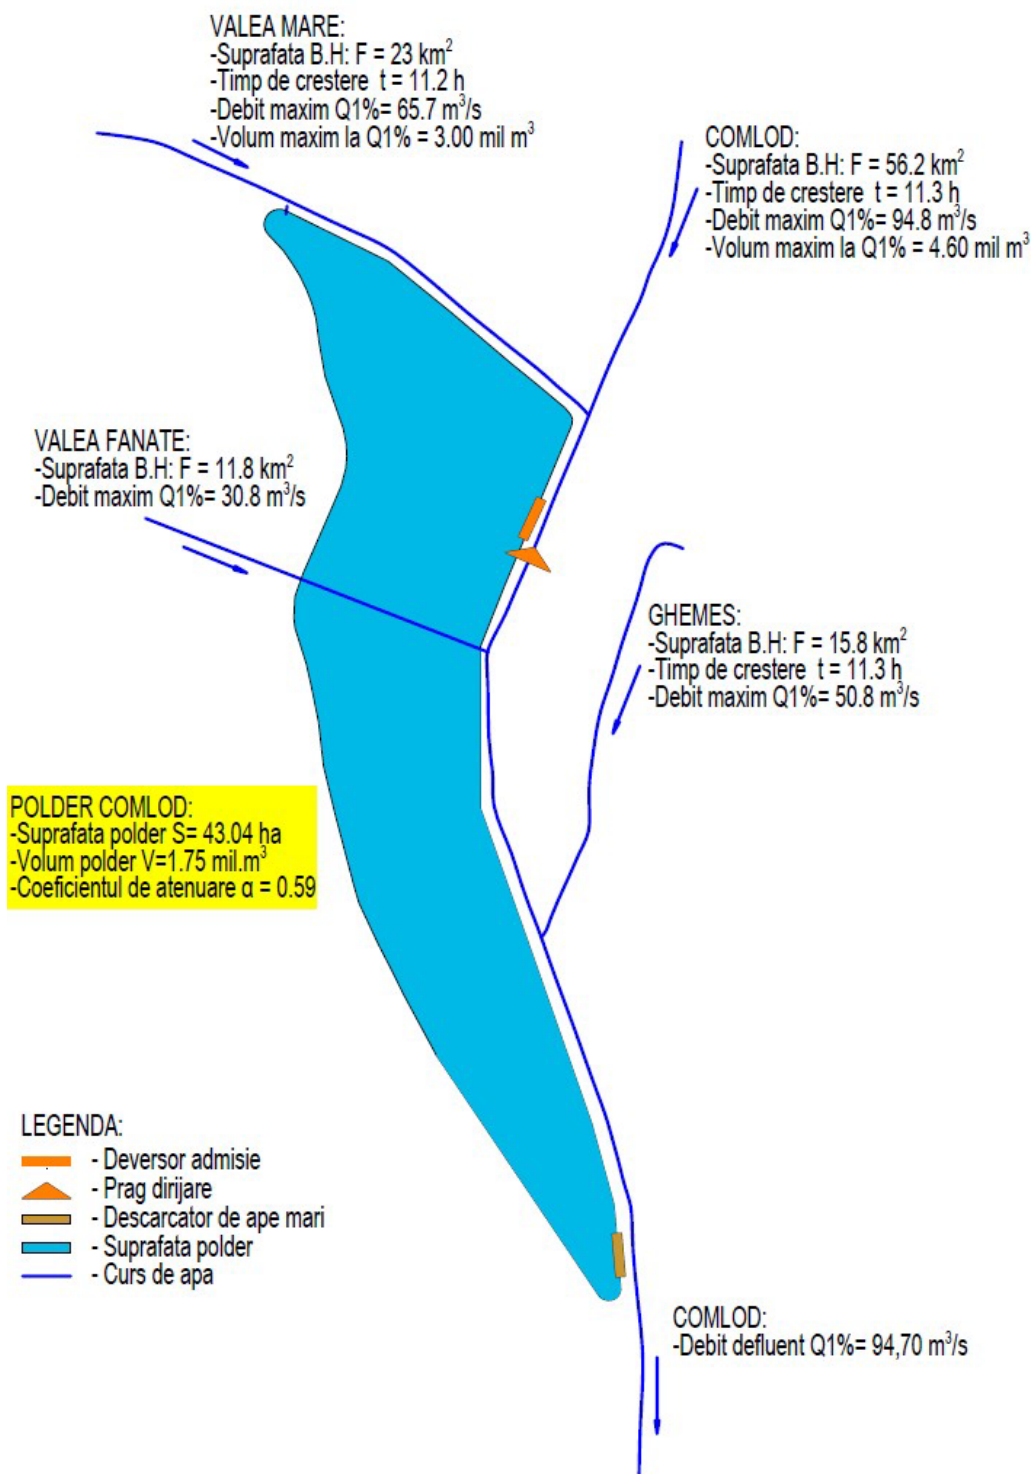 VALEA MARE:
-Suprafata B.H: F = 23 km²
-Timp de crestere t = 11.2 h
-Debit maxim Q1%= 65.7 m³/s
-Volum maxim la Q1% = 3.00 mil m³
COMLOD:
-Suprafata B.H: F = 56.2 km²
-Timp de crestere t = 11.3 h
-Debit maxim Q1%= 94.8 m³/s
-Volum maxim la Q1% = 4.60 mil m³
VALEA FANATE:
-Suprafata B.H: F = 11.8 km²
-Debit maxim Q1%= 30.8 m³/s
GHEMES:
-Suprafata B.H: F = 15.8 km²
-Timp de crestere t = 11.3 h
-Debit maxim Q1%= 50.8 m³/s
POLDER COMLOD:
-Suprafata polder S= 43.04 ha
-Volum polder V=1.75 mil.m³
-Coeficientul de atenuare α = 0.59
LEGENDA:
- Deversor admisie
- Prag dirijare
- Descarcator de ape mari
- Suprafata polder
- Curs de apa
COMLOD:
-Debit defluent Q1%= 94,70 m³/s